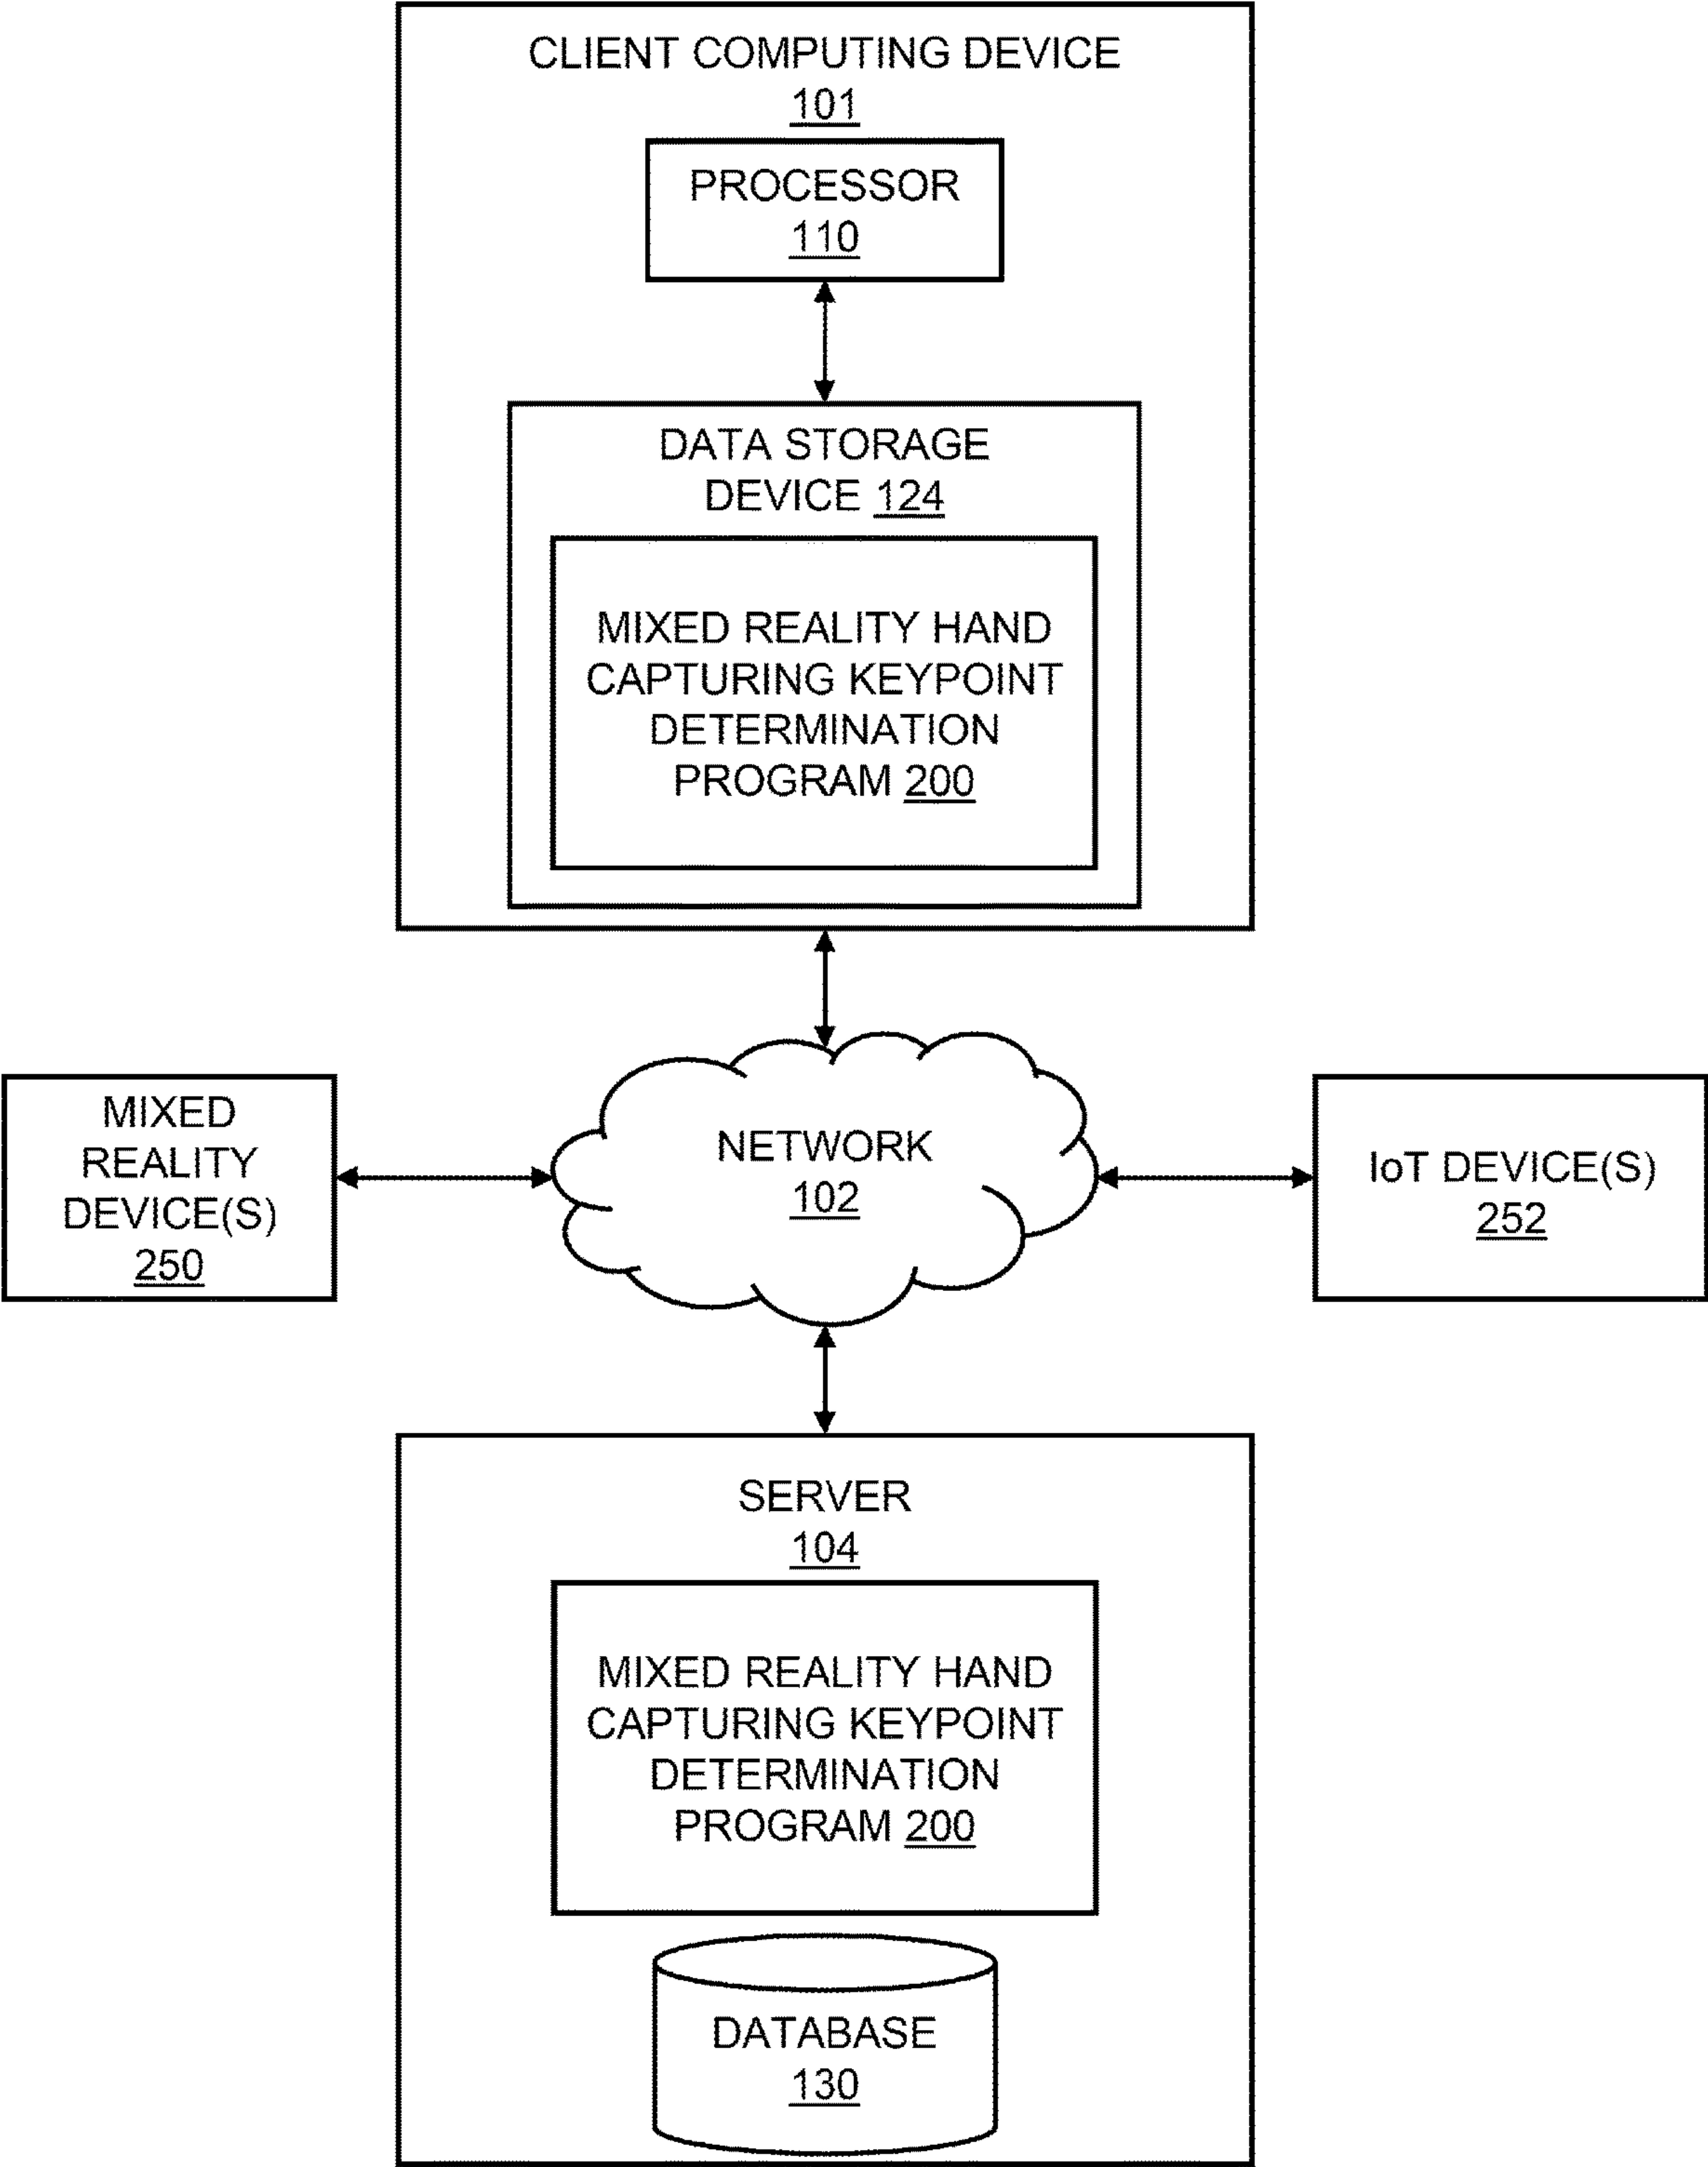 CLIENT COMPUTING DEVICE
101
PROCESSOR
110
DATA STORAGE
DEVICE 124
MIXED REALITY HAND
CAPTURING KEYPOINT
DETERMINATION
PROGRAM 200
MIXED
REALITY
DEVICE(S)
250
NETWORK
102
IoT DEVICE(S)
252
SERVER
104
MIXED REALITY HAND
CAPTURING KEYPOINT
DETERMINATION
PROGRAM 200
DATABASE
130